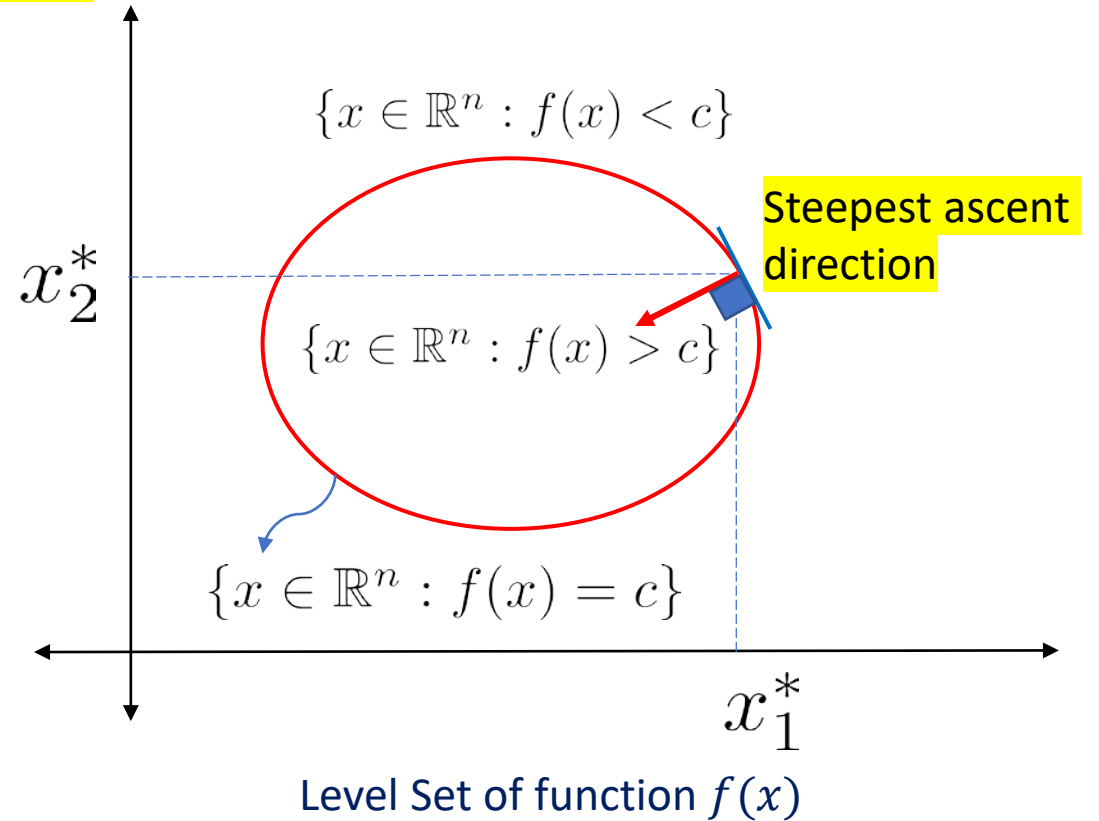 {x ∈ ℝⁿ : f(x) < c}
Steepest ascent
direction
x₂*
{x ∈ ℝⁿ : f(x) > c}
{x ∈ ℝⁿ : f(x) = c}
x₁*
Level Set of function f(x)